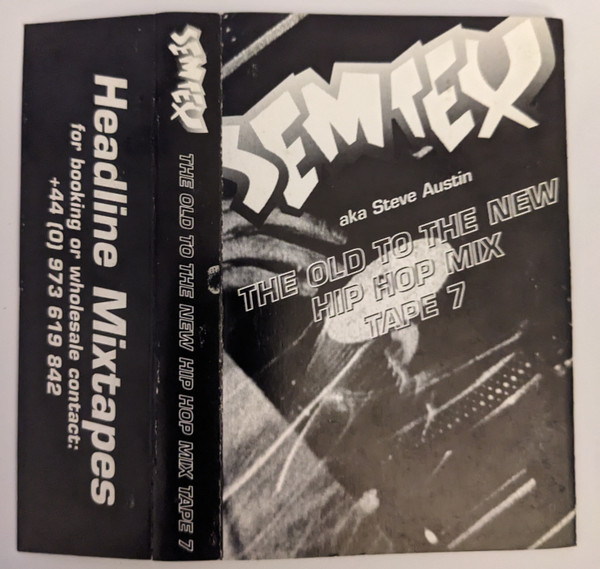 Headline Mixtapes
for booking or wholesale contact:
+44 (0) 973 619 842
SEMTEX THE OLD TO THE NEW HIP HOP MIX TAPE 7
SEMTEX
aka Steve Austin
THE OLD TO THE NEW
HIP HOP MIX
TAPE 7